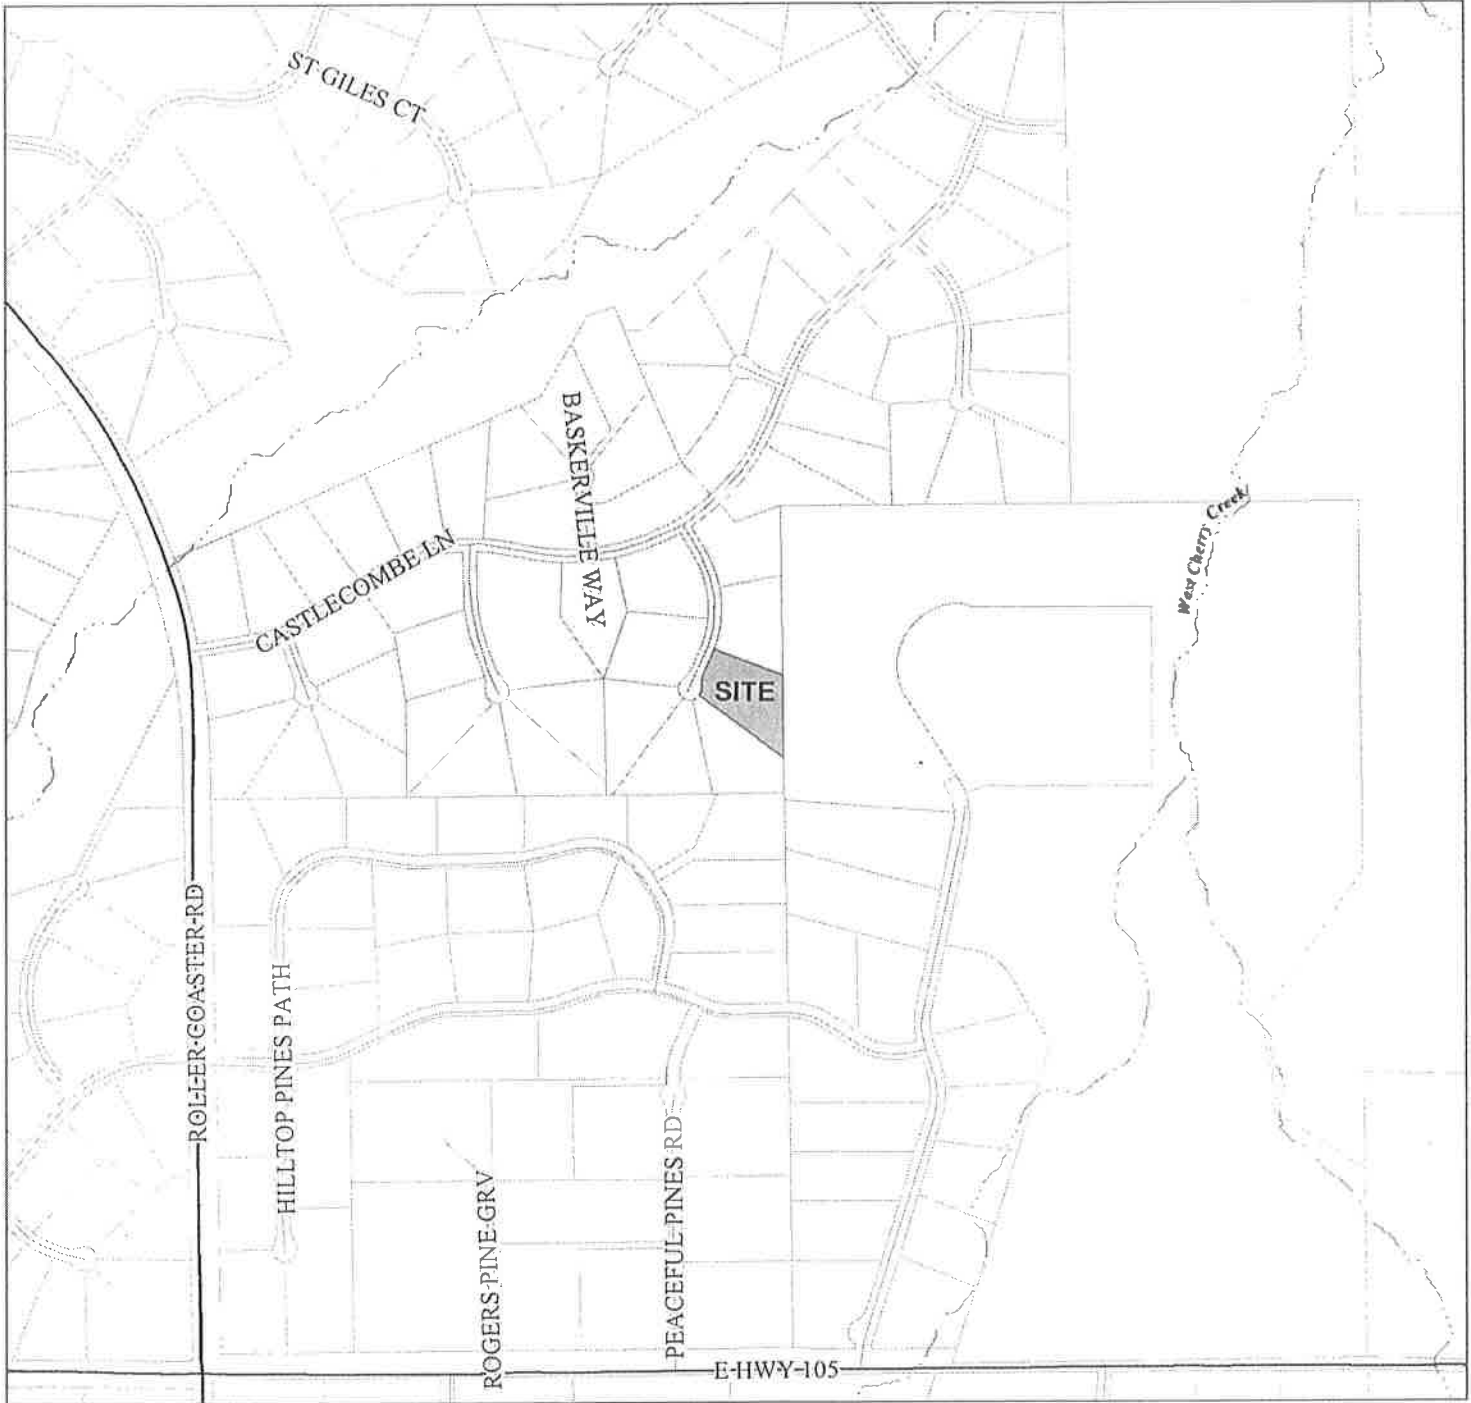 ST GILES CT
BASKERVILLE WAY
CASTLECOMBE LN
West Cherry Creek
SITE
ROLLER COASTER RD
HILLTOP PINES PATH
ROGERS PINE GRV
PEACEFUL PINES RD
E HWY 105